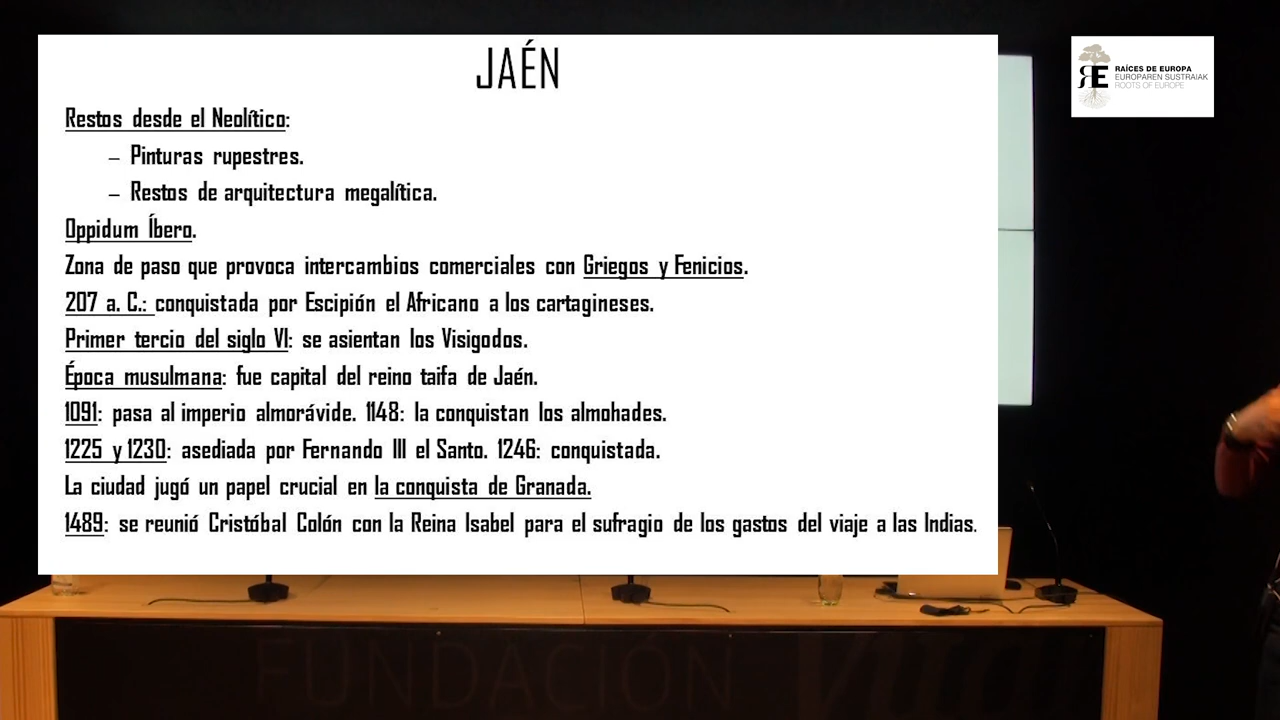 JAÉN
Restos desde el Neolítico:
– Pinturas rupestres.
– Restos de arquitectura megalítica.
Oppidum Íbero.
Zona de paso que provoca intercambios comerciales con Griegos y Fenicios.
207 a. C.: conquistada por Escipión el Africano a los cartagineses.
Primer tercio del siglo VI: se asientan los Visigodos.
Época musulmana: fue capital del reino taifa de Jaén.
1091: pasa al imperio almorávide. 1148: la conquistan los almohades.
1225 y 1230: asediada por Fernando III el Santo. 1246: conquistada.
La ciudad jugó un papel crucial en la conquista de Granada.
1489: se reunió Cristóbal Colón con la Reina Isabel para el sufragio de los gastos del viaje a las Indias.
RE
RAÍCES DE EUROPA
EUROPAREN SUSTRAIAK
ROOTS OF EUROPE
FUNDACIÓN